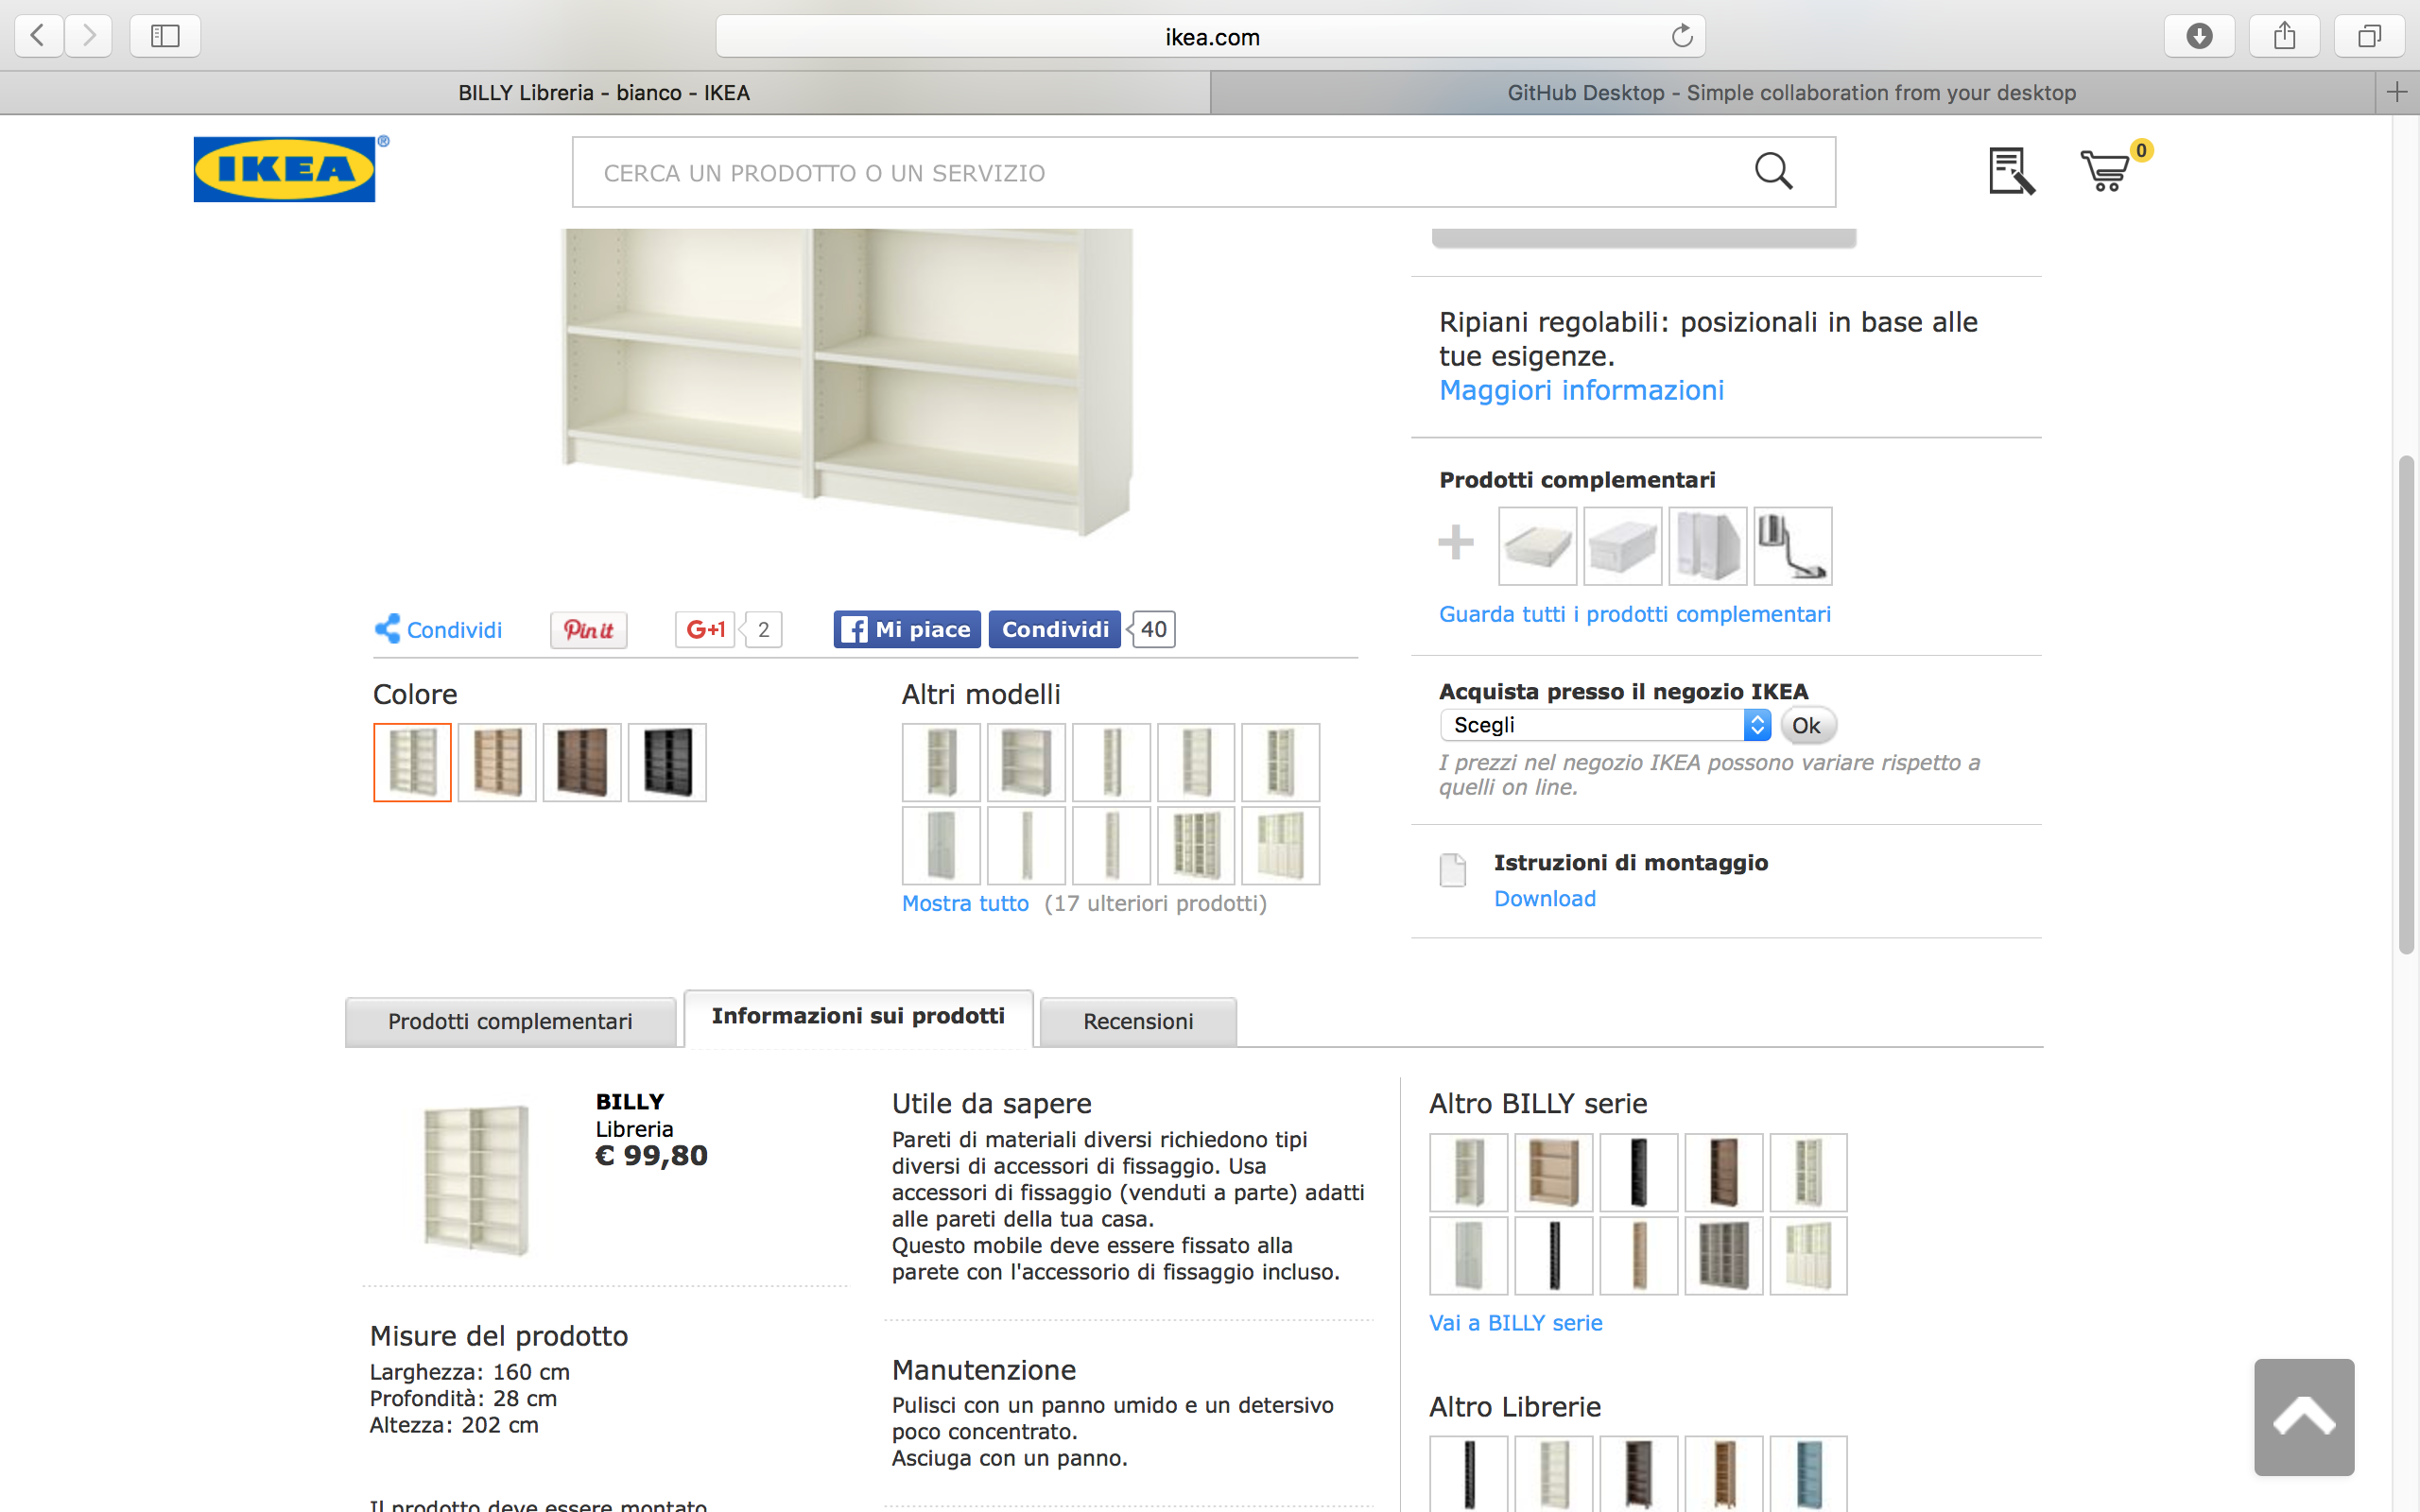 ikea.com
BILLY Libreria - bianco - IKEA
GitHub Desktop - Simple collaboration from your desktop
IKEA®
CERCA UN PRODOTTO O UN SERVIZIO
0
Ripiani regolabili: posizionali in base alle
tue esigenze.
Maggiori informazioni
Prodotti complementari
Guarda tutti i prodotti complementari
Condividi
Pin it
G+1
2
Mi piace
Condividi
40
Colore
Altri modelli
Mostra tutto (17 ulteriori prodotti)
Acquista presso il negozio IKEA
Scegli
Ok
I prezzi nel negozio IKEA possono variare rispetto a
quelli on line.
Istruzioni di montaggio
Download
Prodotti complementari
Informazioni sui prodotti
Recensioni
BILLY
Libreria
€ 99,80
Misure del prodotto
Larghezza: 160 cm
Profondità: 28 cm
Altezza: 202 cm
Il prodotto deve essere montato
Utile da sapere
Pareti di materiali diversi richiedono tipi
diversi di accessori di fissaggio. Usa
accessori di fissaggio (venduti a parte) adatti
alle pareti della tua casa.
Questo mobile deve essere fissato alla
parete con l'accessorio di fissaggio incluso.
Manutenzione
Pulisci con un panno umido e un detersivo
poco concentrato.
Asciuga con un panno.
Altro BILLY serie
Vai a BILLY serie
Altro Librerie